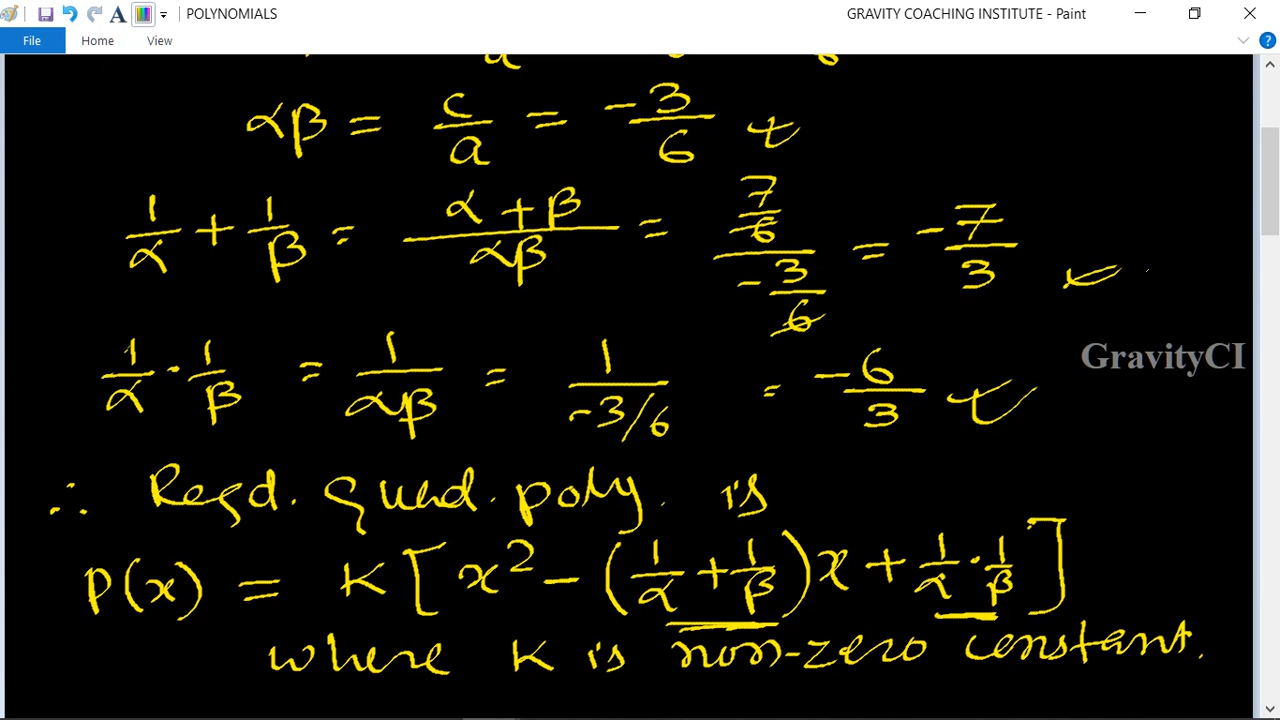 POLYNOMIALS
GRAVITY COACHING INSTITUTE - Paint
File Home View
αβ = c/a = -3/6
1/α + 1/β = (α + β)/(αβ) = (7/6)/(-3/6) = -7/3
1/α · 1/β = 1/(αβ) = 1/(-3/6) = -6/3
GravityCI
∴ Reqd. quad. poly. is
P(x) = K[x² - (1/α + 1/β)x + 1/α · 1/β]
where K is non-zero constant.